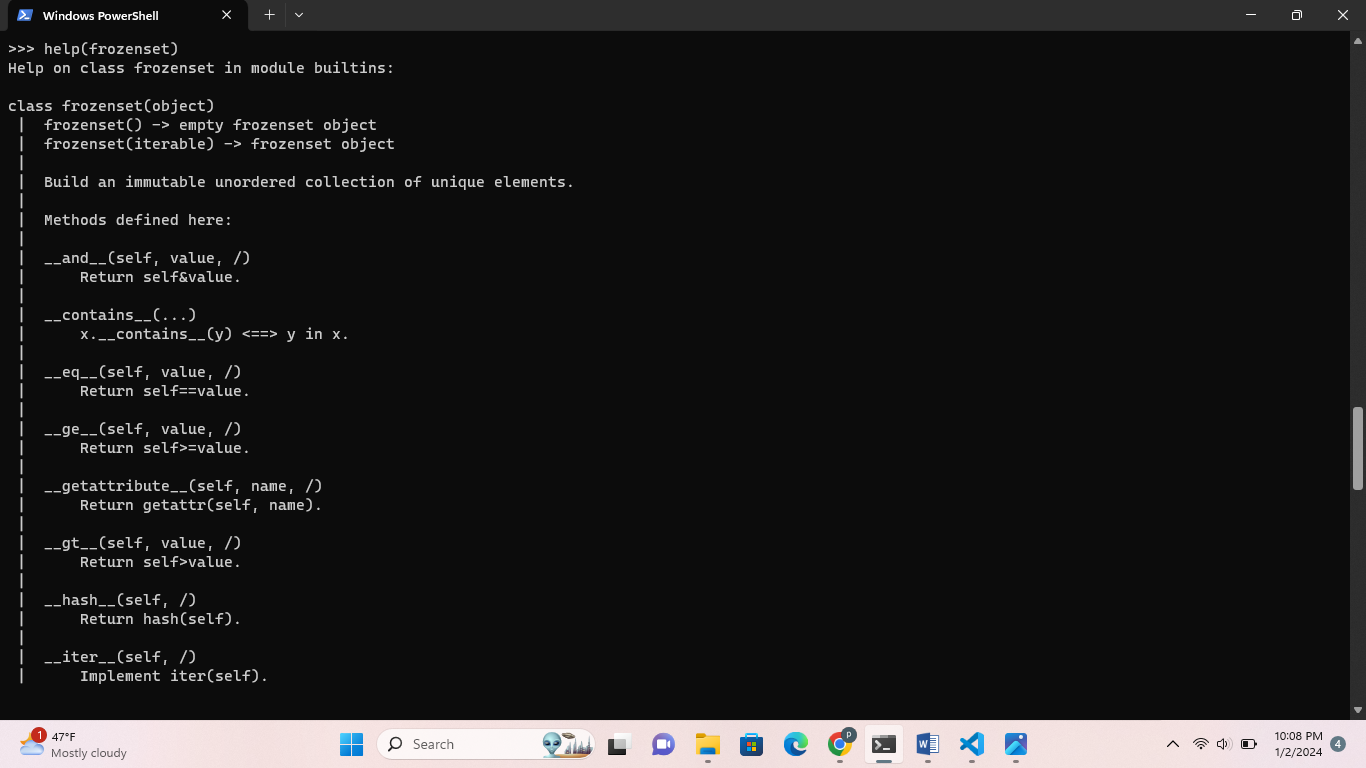 Windows PowerShell
>>> help(frozenset)
Help on class frozenset in module builtins:
class frozenset(object)
 |  frozenset() -> empty frozenset object
 |  frozenset(iterable) -> frozenset object
 |
 |  Build an immutable unordered collection of unique elements.
 |
 |  Methods defined here:
 |
 |  __and__(self, value, /)
 |      Return self&value.
 |
 |  __contains__(...)
 |      x.__contains__(y) <==> y in x.
 |
 |  __eq__(self, value, /)
 |      Return self==value.
 |
 |  __ge__(self, value, /)
 |      Return self>=value.
 |
 |  __getattribute__(self, name, /)
 |      Return getattr(self, name).
 |
 |  __gt__(self, value, /)
 |      Return self>value.
 |
 |  __hash__(self, /)
 |      Return hash(self).
 |
 |  __iter__(self, /)
 |      Implement iter(self).
1
47°F
Mostly cloudy
Search
P
W
10:08 PM
1/2/2024
4